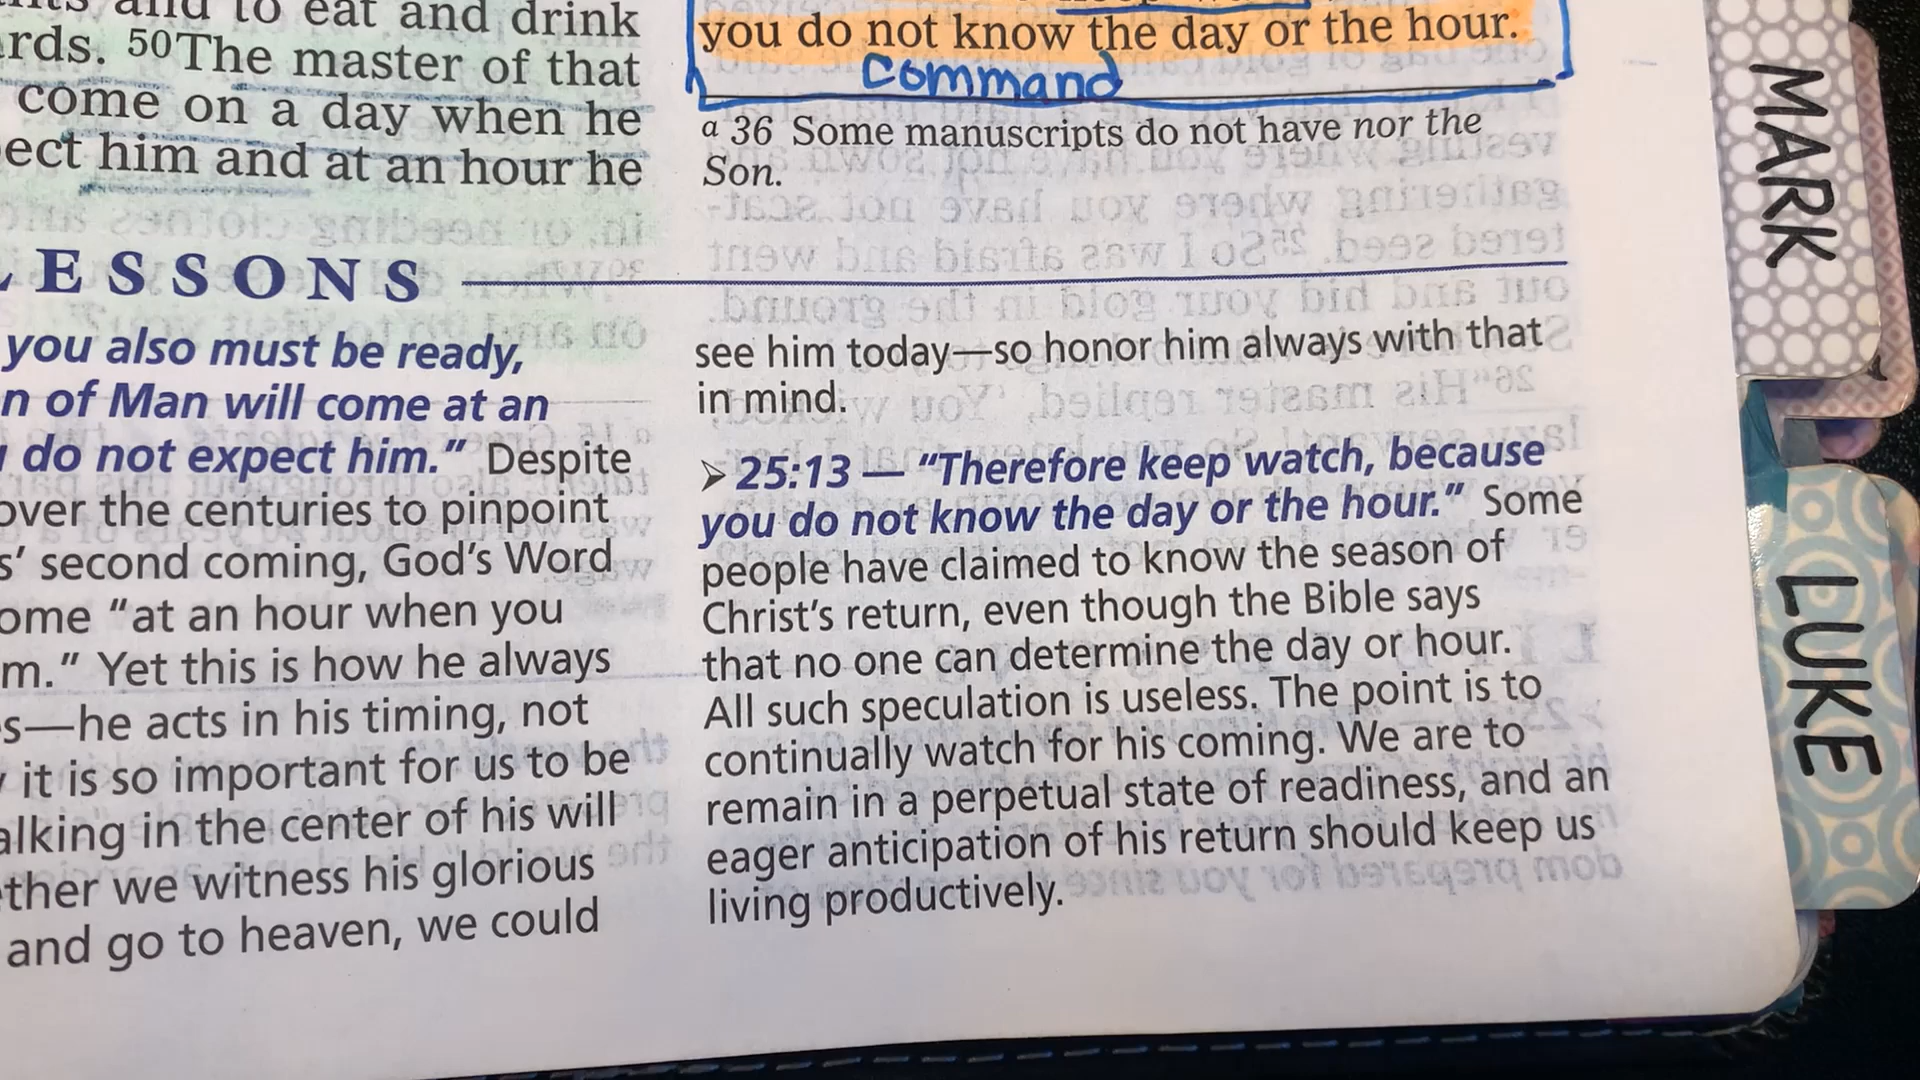 and to eat and drink
rds. 50The master of that
come on a day when he
ect him and at an hour he
you do not know the day or the hour.
Command
a 36 Some manuscripts do not have nor the
Son.
LESSONS
you also must be ready,
n of Man will come at an
do not expect him.” Despite
over the centuries to pinpoint
s’ second coming, God’s Word
ome “at an hour when you
m.” Yet this is how he always
s—he acts in his timing, not
it is so important for us to be
alking in the center of his will
ther we witness his glorious
and go to heaven, we could
see him today—so honor him always with that
in mind.
➢ 25:13 — “Therefore keep watch, because
you do not know the day or the hour.” Some
people have claimed to know the season of
Christ’s return, even though the Bible says
that no one can determine the day or hour.
All such speculation is useless. The point is to
continually watch for his coming. We are to
remain in a perpetual state of readiness, and an
eager anticipation of his return should keep us
living productively.
MARK
LUKE